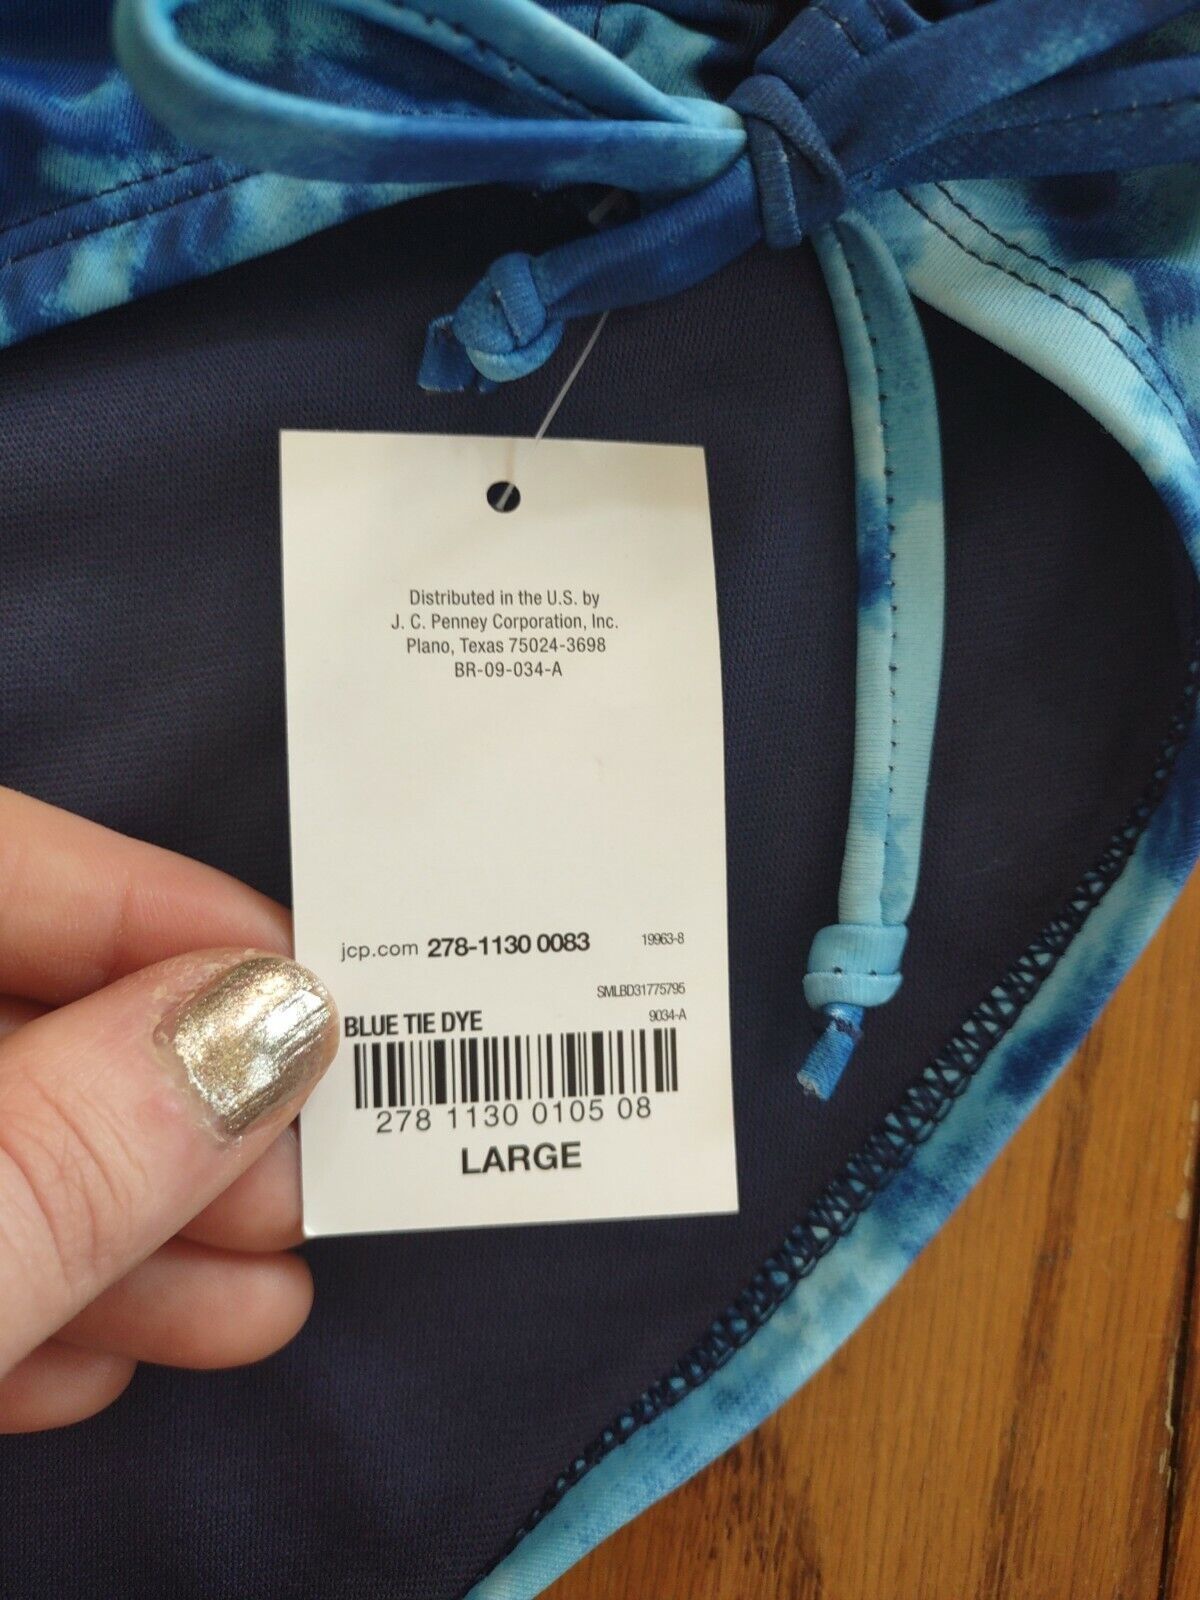 Distributed in the U.S. by
J. C. Penney Corporation, Inc.
Plano, Texas 75024-3698
BR-09-034-A
jcp.com 278-1130 0083 19963-8
SMLBD31775795
BLUE TIE DYE 9034-A
278 1130 0105 08
LARGE